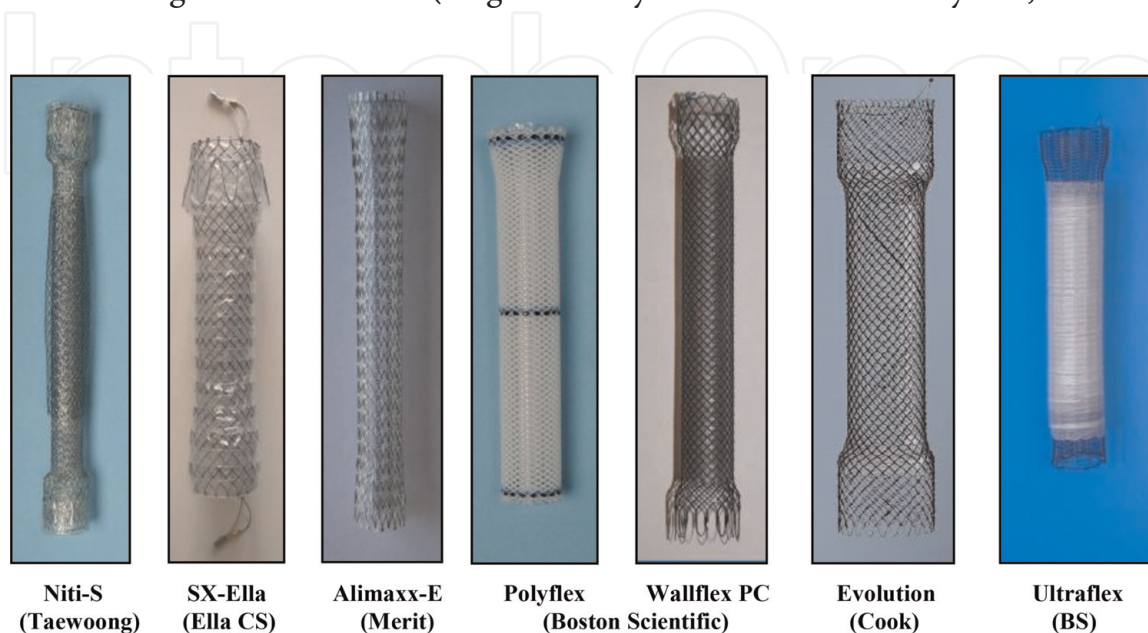 Niti-S SX-Ella Alimaxx-E Polyflex Wallflex PC Evolution Ultraflex
(Taewoong) (Ella CS) (Merit) (Boston Scientific) (Cook) (BS)